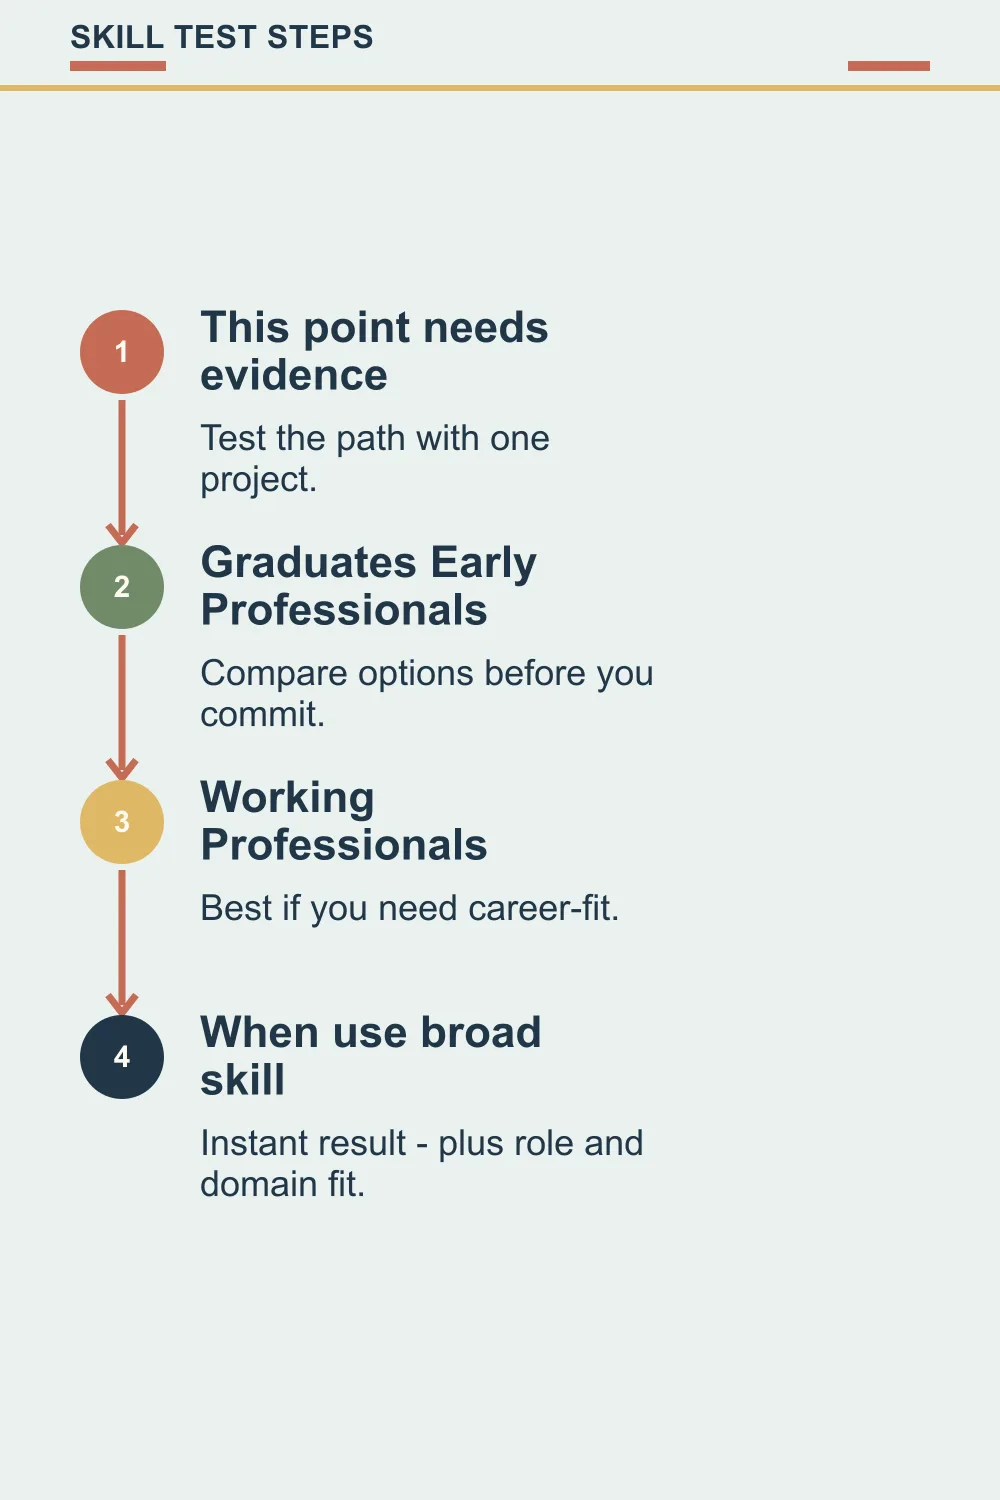 SKILL TEST STEPS
1
This point needs
evidence
Test the path with one
project.
2
Graduates Early
Professionals
Compare options before you
commit.
3
Working
Professionals
Best if you need career-fit.
4
When use broad
skill
Instant result - plus role and
domain fit.